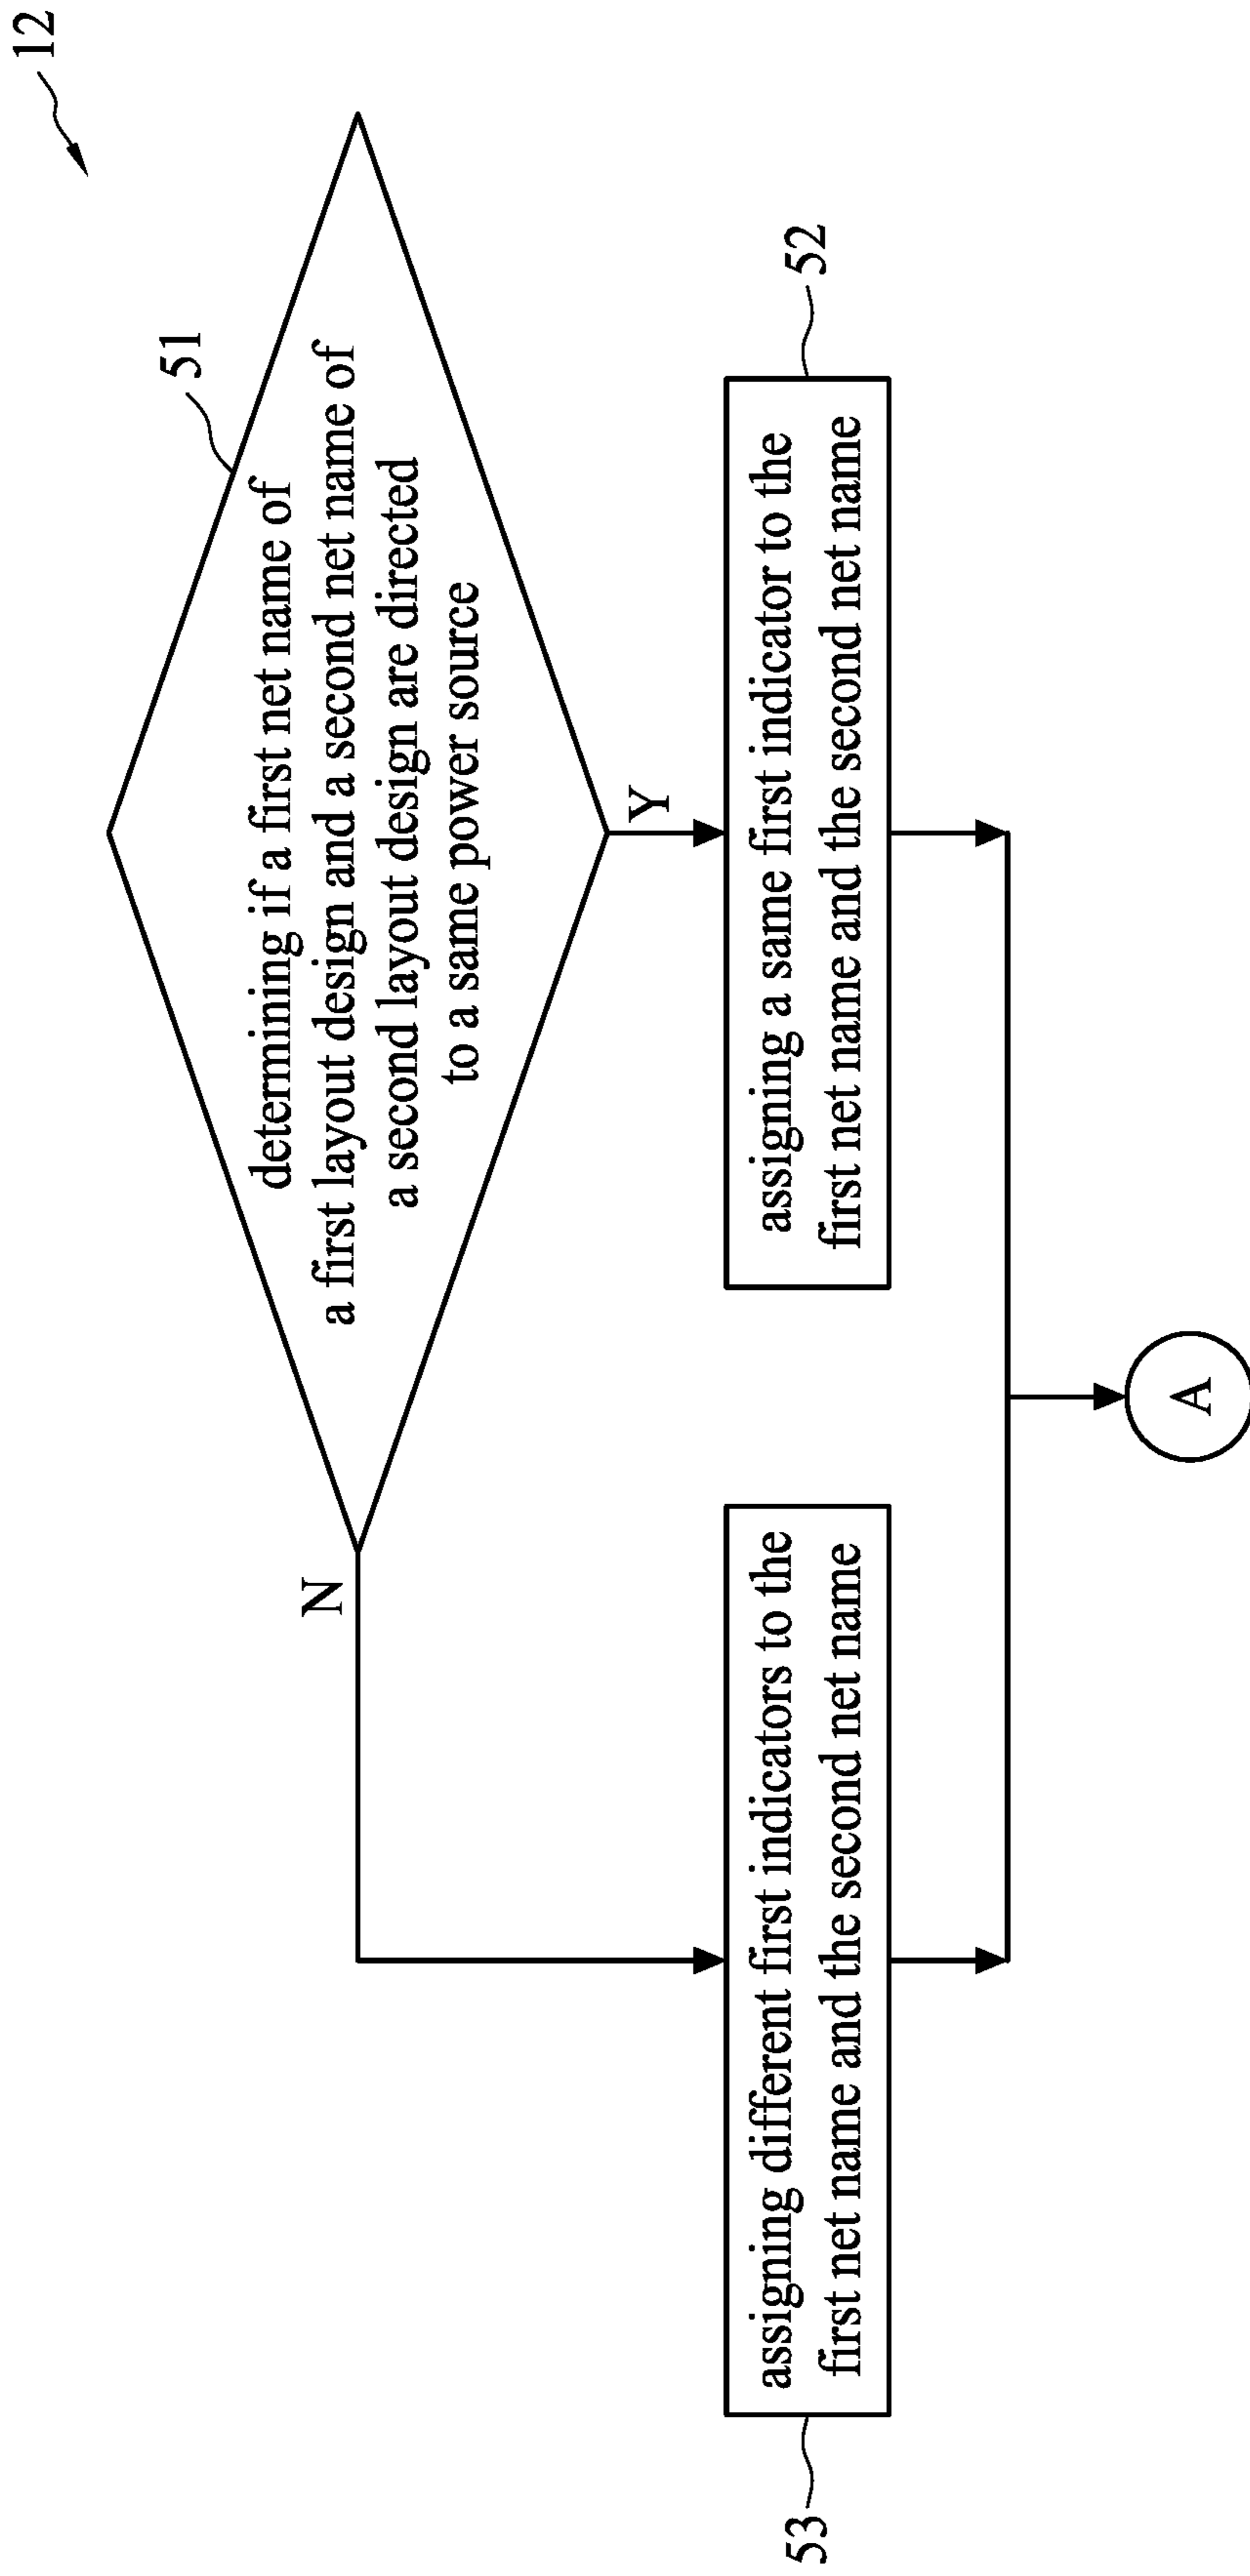 12
51
determining if a first net name of
a first layout design and a second net name of
a second layout design are directed
to a same power source
N
Y
53
assigning different first indicators to the
first net name and the second net name
52
assigning a same first indicator to the
first net name and the second net name
A